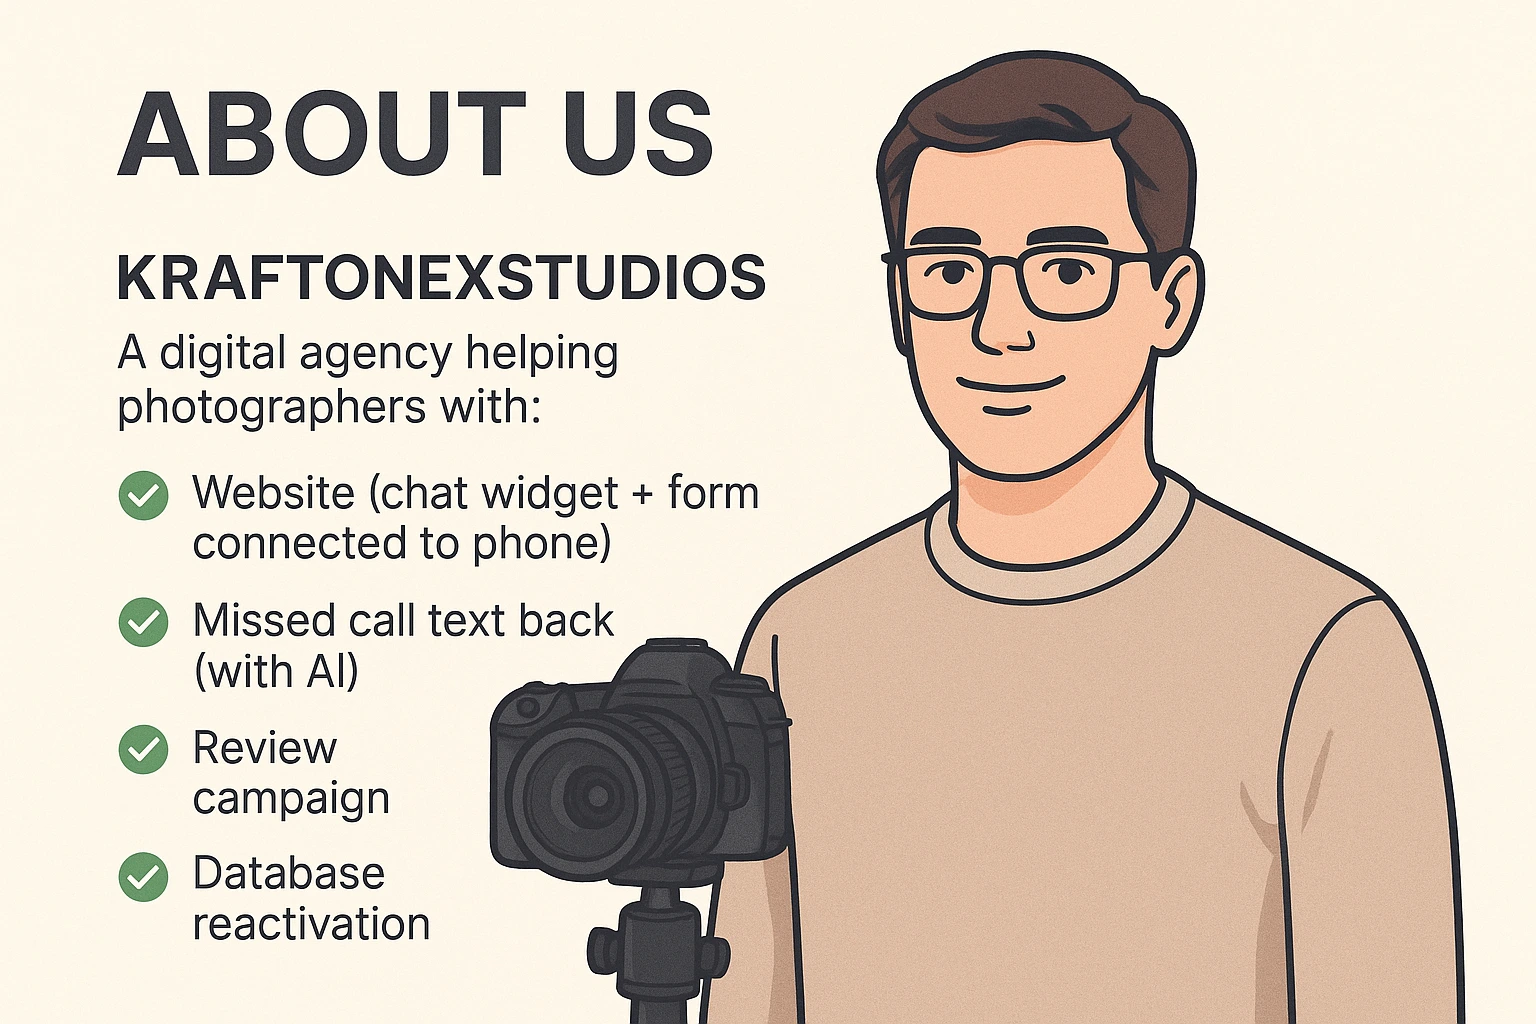 ABOUT US
KRAFTONEXSTUDIOS
A digital agency helping
photographers with:
Website (chat widget + form
connected to phone)
Missed call text back
(with AI)
Review
campaign
Database
reactivation